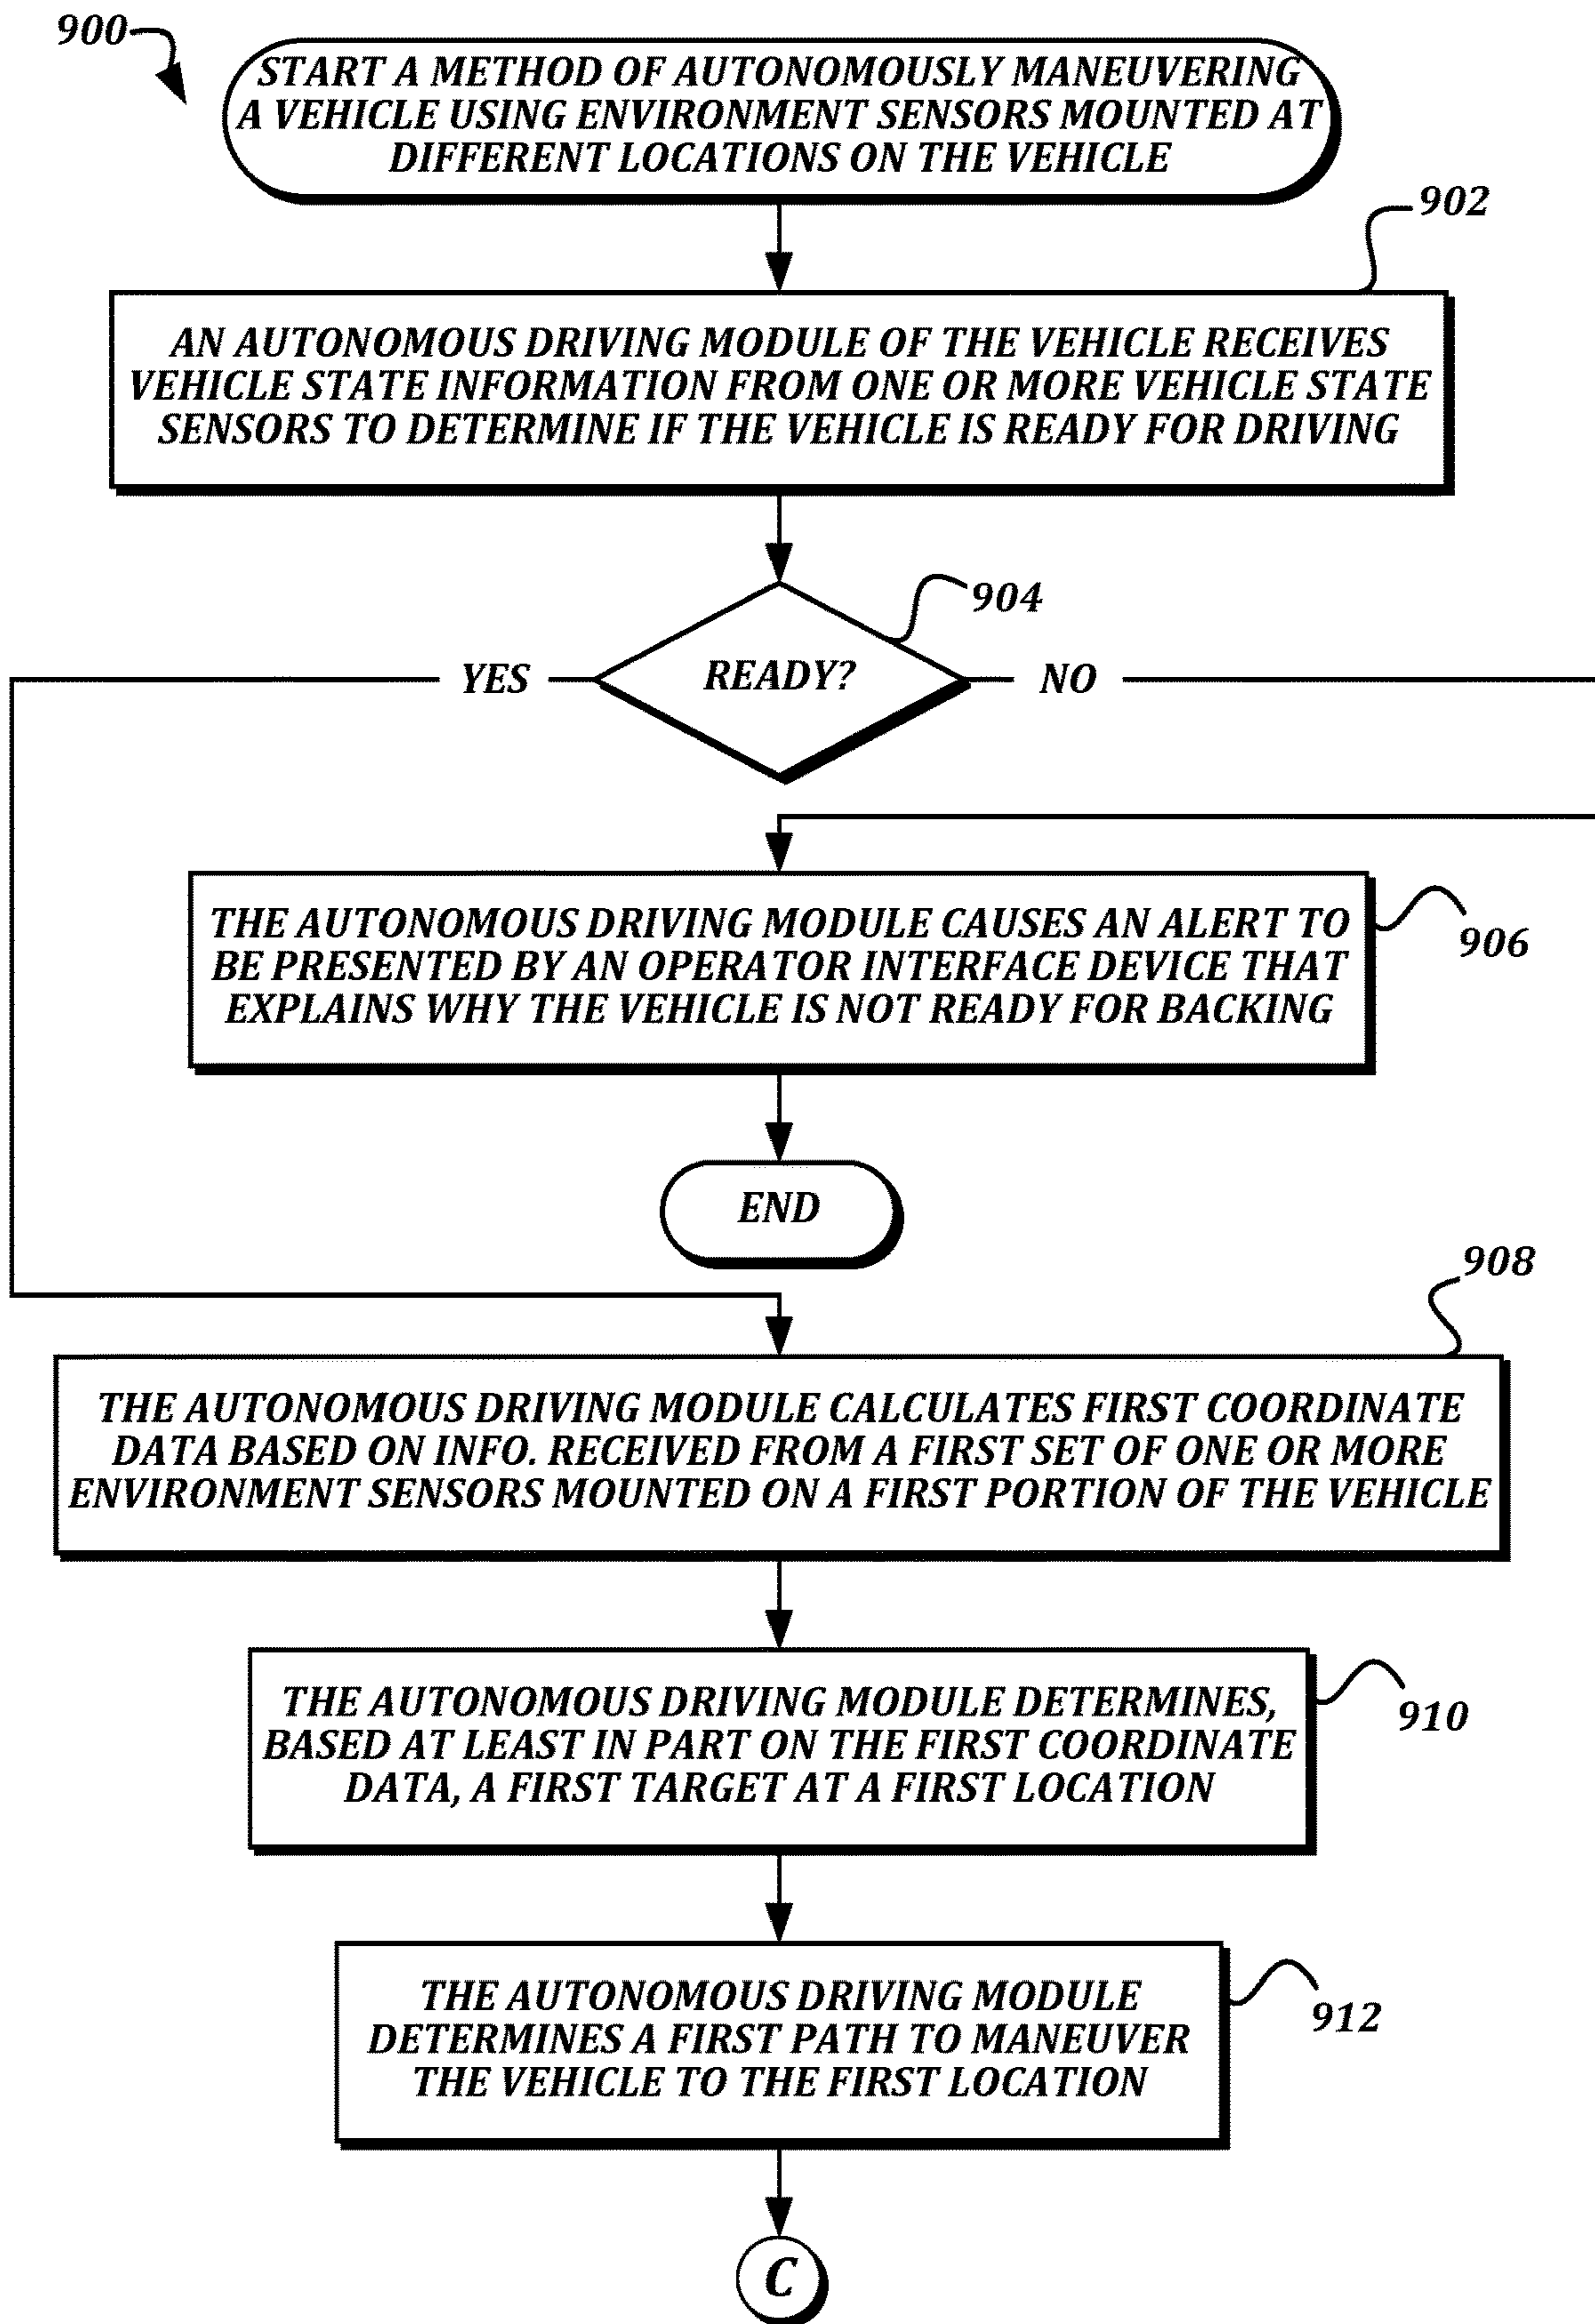 900
START A METHOD OF AUTONOMOUSLY MANEUVERING
A VEHICLE USING ENVIRONMENT SENSORS MOUNTED AT
DIFFERENT LOCATIONS ON THE VEHICLE
902
AN AUTONOMOUS DRIVING MODULE OF THE VEHICLE RECEIVES
VEHICLE STATE INFORMATION FROM ONE OR MORE VEHICLE STATE
SENSORS TO DETERMINE IF THE VEHICLE IS READY FOR DRIVING
904
YES
READY?
NO
THE AUTONOMOUS DRIVING MODULE CAUSES AN ALERT TO
BE PRESENTED BY AN OPERATOR INTERFACE DEVICE THAT
EXPLAINS WHY THE VEHICLE IS NOT READY FOR BACKING
906
END
908
THE AUTONOMOUS DRIVING MODULE CALCULATES FIRST COORDINATE
DATA BASED ON INFO. RECEIVED FROM A FIRST SET OF ONE OR MORE
ENVIRONMENT SENSORS MOUNTED ON A FIRST PORTION OF THE VEHICLE
THE AUTONOMOUS DRIVING MODULE DETERMINES,
BASED AT LEAST IN PART ON THE FIRST COORDINATE
DATA, A FIRST TARGET AT A FIRST LOCATION
910
THE AUTONOMOUS DRIVING MODULE
DETERMINES A FIRST PATH TO MANEUVER
THE VEHICLE TO THE FIRST LOCATION
912
C